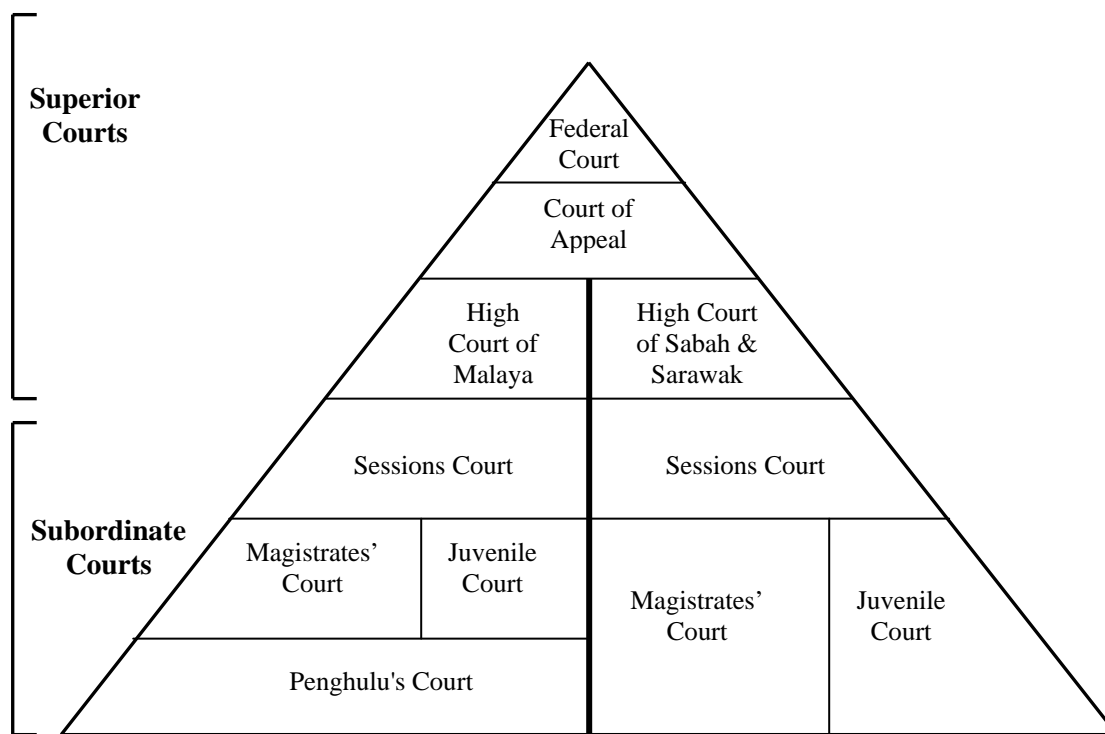 Superior
Courts
Federal
Court
Court of
Appeal
High
Court of
Malaya
High Court
of Sabah &
Sarawak
Sessions Court
Sessions Court
Subordinate
Courts
Magistrates’
Court
Juvenile
Court
Magistrates’
Court
Juvenile
Court
Penghulu's Court